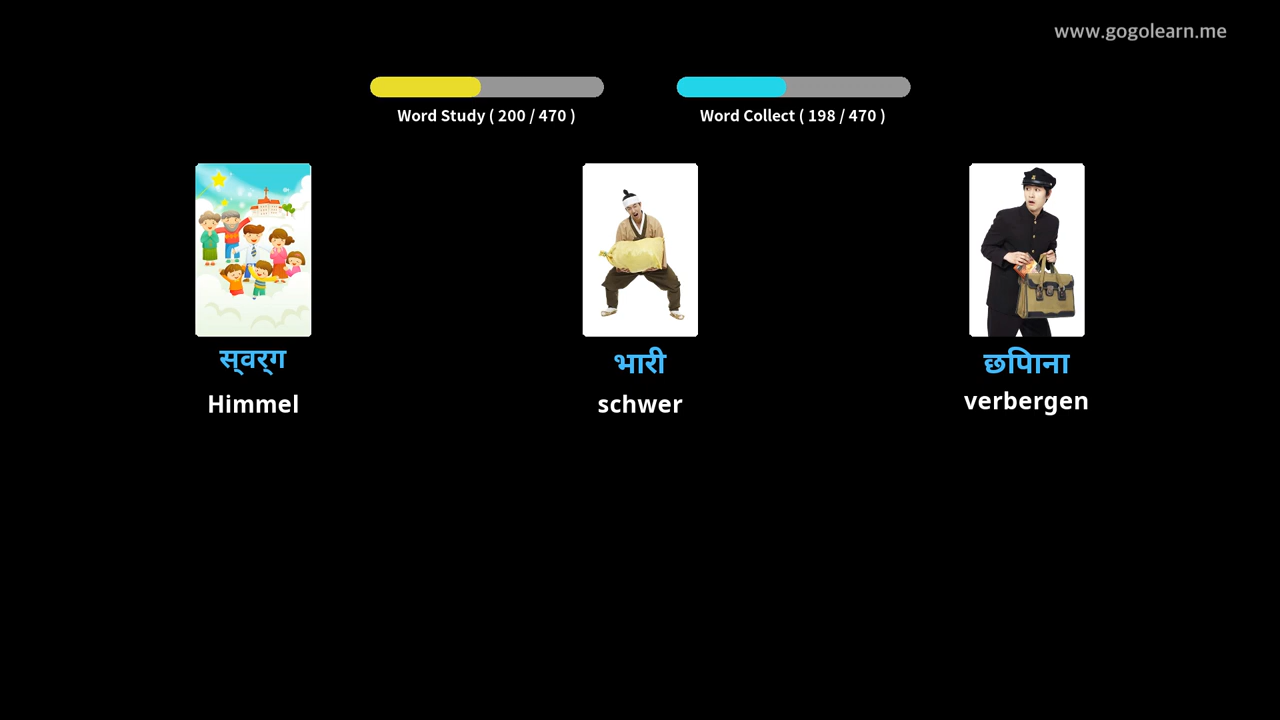 www.gogolearn.me
Word Study ( 200 / 470 )
Word Collect ( 198 / 470 )
स्वर्ग
भारी
छिपाना
Himmel
schwer
verbergen